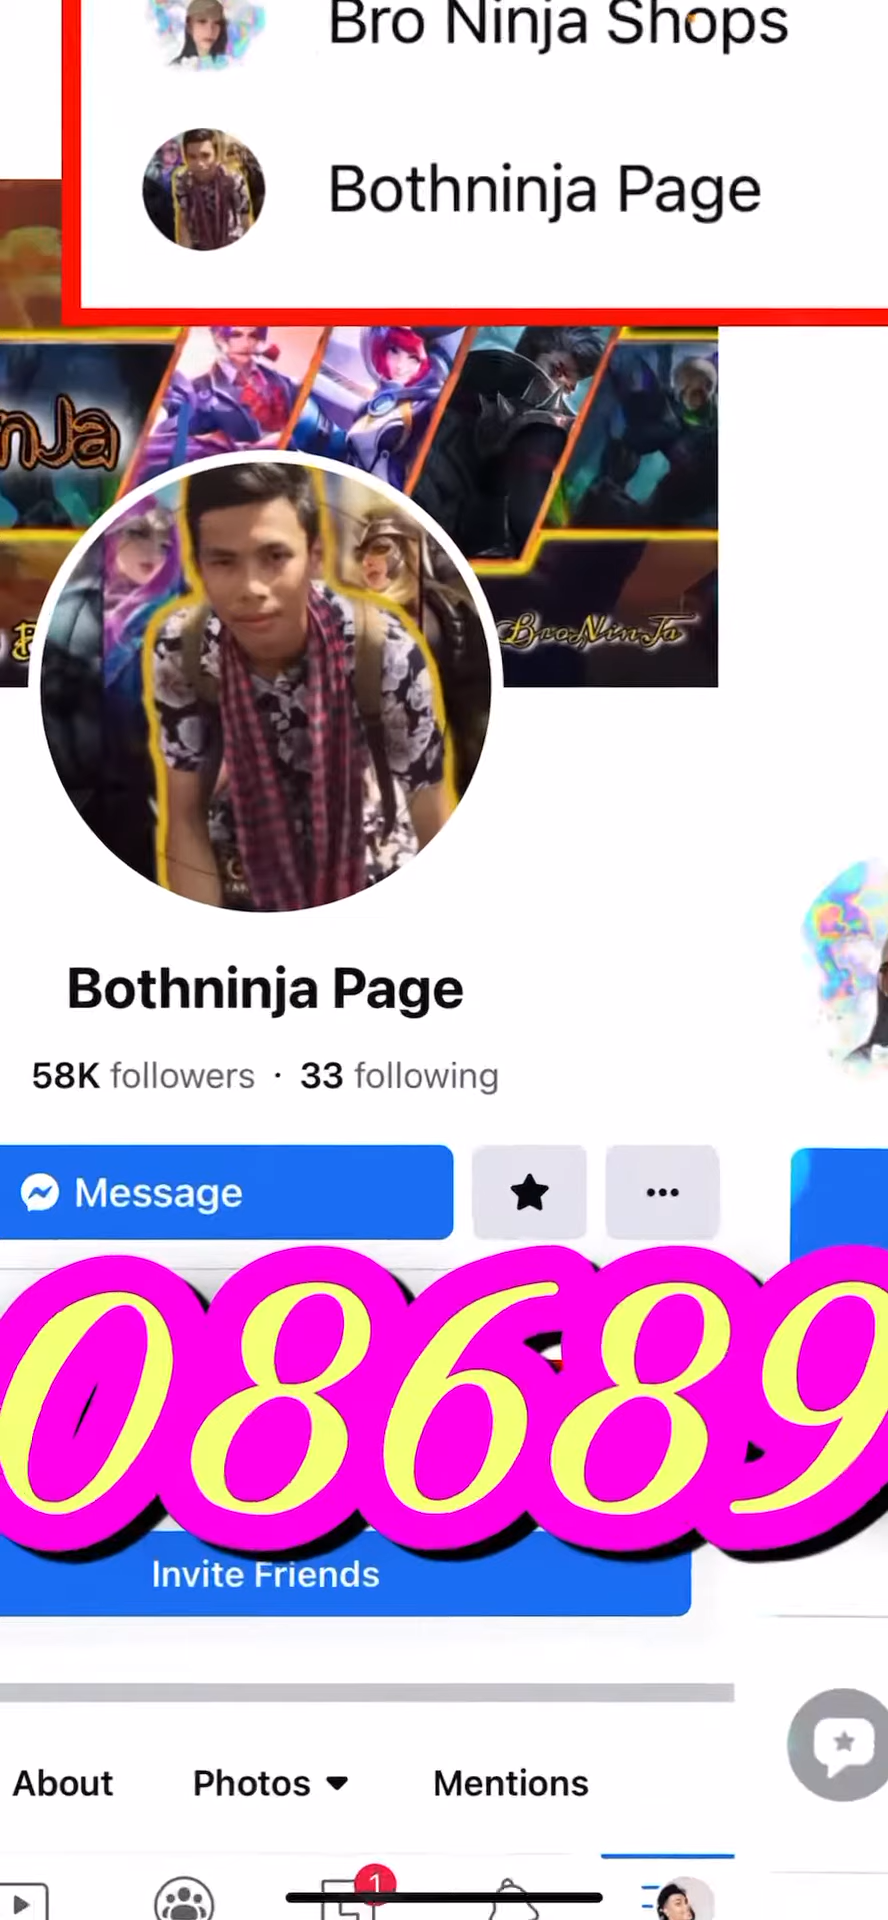 Bro Ninja Shops
Bothninja Page
nJa
BroNinJa
Bothninja Page
58K followers · 33 following
Message
08689
Invite Friends
About
Photos
Mentions
1